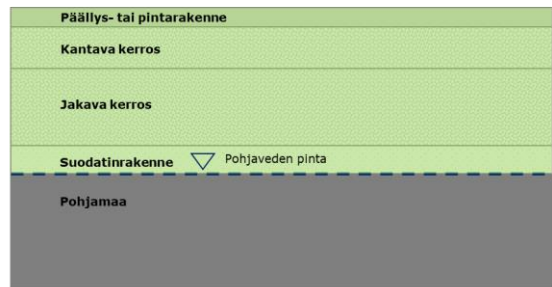 Päällys- tai pintarakenne
Kantava kerros
Jakava kerros
Suodatinrakenne
Pohjaveden pinta
Pohjamaa